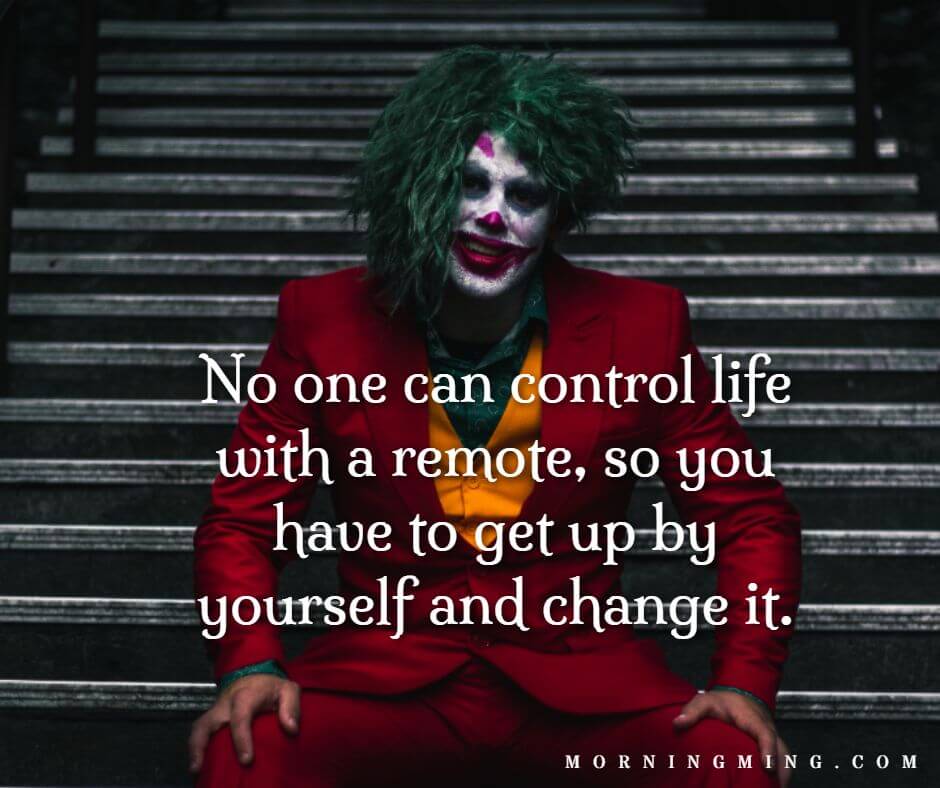 No one can control life
with a remote, so you
have to get up by
yourself and change it.
MORNINGMING.COM